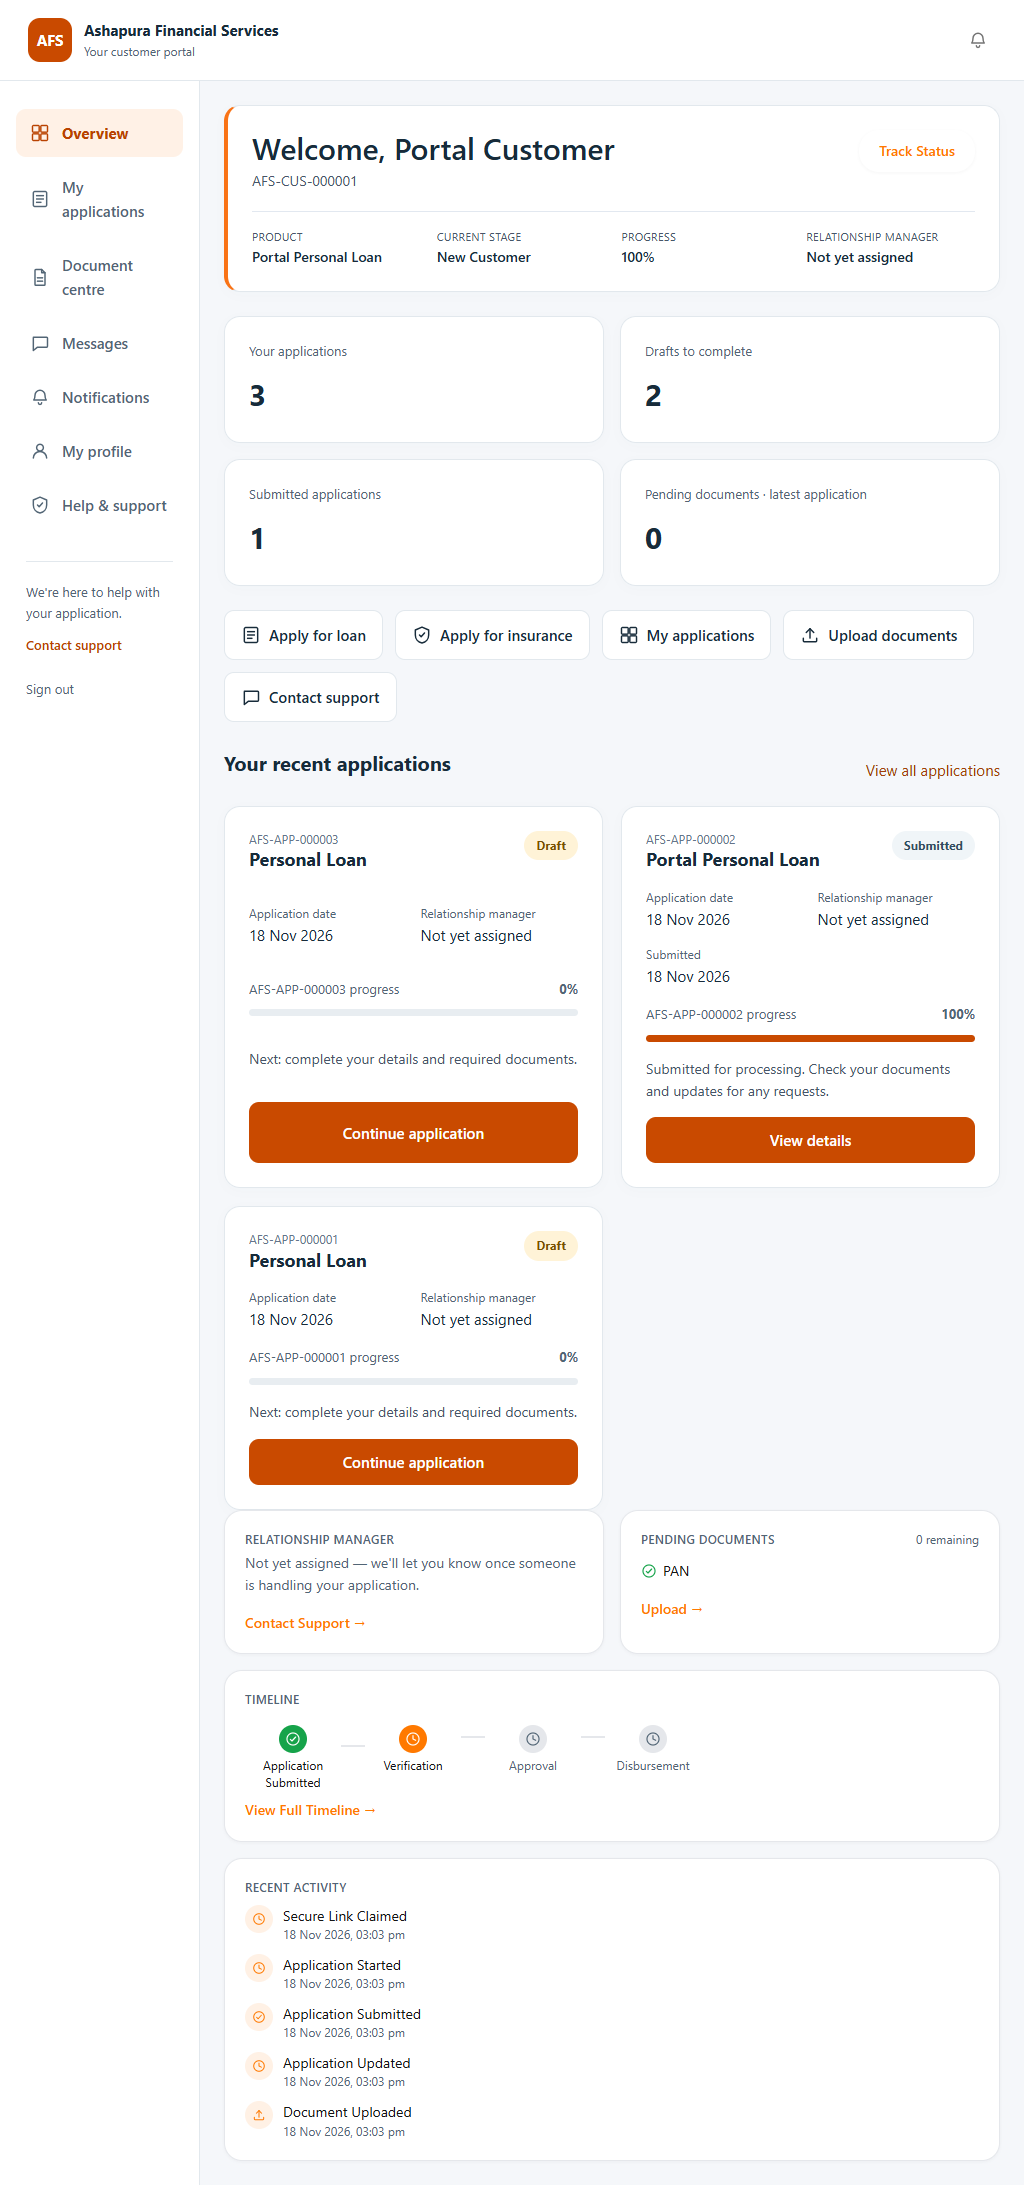 AFS
Ashapura Financial Services
Your customer portal
Overview
My
applications
Document
centre
Messages
Notifications
My profile
Help & support
We're here to help with
your application.
Contact support
Sign out
Welcome, Portal Customer
Track Status
AFS-CUS-000001
PRODUCT
Portal Personal Loan
CURRENT STAGE
New Customer
PROGRESS
100%
RELATIONSHIP MANAGER
Not yet assigned
Your applications
3
Drafts to complete
2
Submitted applications
1
Pending documents · latest application
0
Apply for loan
Apply for insurance
My applications
Upload documents
Contact support
Your recent applications
View all applications
AFS-APP-000003
Personal Loan
Draft
Application date
18 Nov 2026
Relationship manager
Not yet assigned
AFS-APP-000003 progress
0%
Next: complete your details and required documents.
Continue application
AFS-APP-000002
Portal Personal Loan
Submitted
Application date
18 Nov 2026
Relationship manager
Not yet assigned
Submitted
18 Nov 2026
AFS-APP-000002 progress
100%
Submitted for processing. Check your documents
and updates for any requests.
View details
AFS-APP-000001
Personal Loan
Draft
Application date
18 Nov 2026
Relationship manager
Not yet assigned
AFS-APP-000001 progress
0%
Next: complete your details and required documents.
Continue application
RELATIONSHIP MANAGER
Not yet assigned — we'll let you know once someone
is handling your application.
Contact Support →
PENDING DOCUMENTS
0 remaining
PAN
Upload →
TIMELINE
Application
Submitted
Verification
Approval
Disbursement
View Full Timeline →
RECENT ACTIVITY
Secure Link Claimed
18 Nov 2026, 03:03 pm
Application Started
18 Nov 2026, 03:03 pm
Application Submitted
18 Nov 2026, 03:03 pm
Application Updated
18 Nov 2026, 03:03 pm
Document Uploaded
18 Nov 2026, 03:03 pm